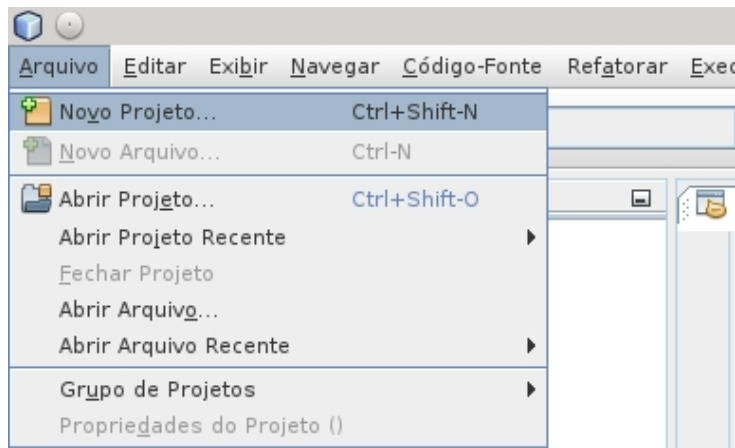 Arquivo Editar Exibir Navegar Código-Fonte Refatorar
Novo Projeto... Ctrl+Shift-N
Novo Arquivo... Ctrl-N
Abrir Projeto... Ctrl+Shift-O
Abrir Projeto Recente
Fechar Projeto
Abrir Arquivo...
Abrir Arquivo Recente
Grupo de Projetos
Propriedades do Projeto ()